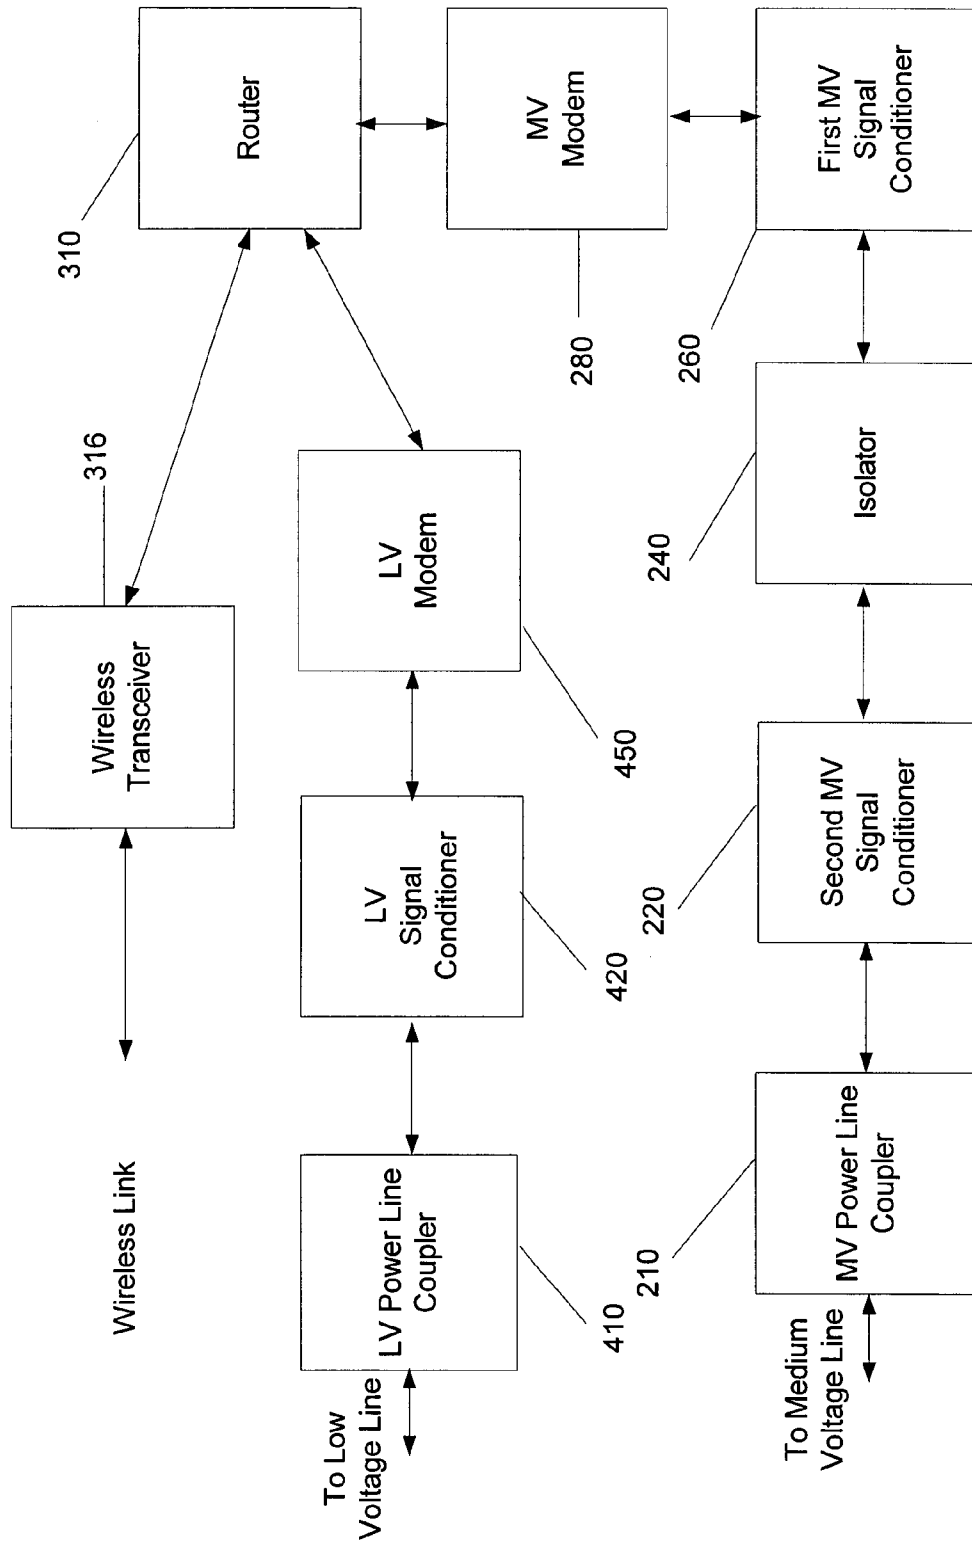 Wireless Link
Wireless
Transceiver
316
310
Router
To Low
Voltage Line
LV Power Line
Coupler
410
LV
Signal
Conditioner
420
LV
Modem
450
MV
Modem
280
To Medium
Voltage Line
MV Power Line
Coupler
210
Second MV
Signal
Conditioner
220
Isolator
240
First MV
Signal
Conditioner
260